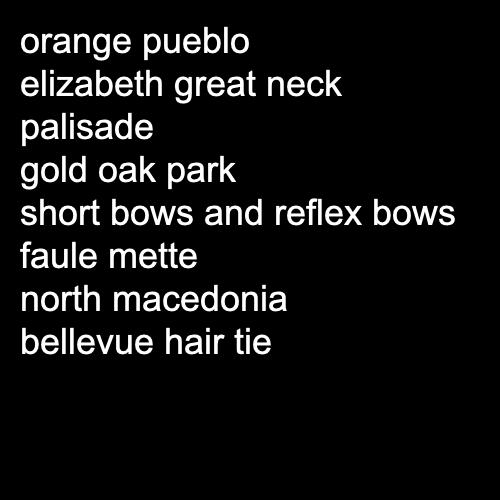 orange pueblo
elizabeth great neck
palisade
gold oak park
short bows and reflex bows
faule mette
north macedonia
bellevue hair tie